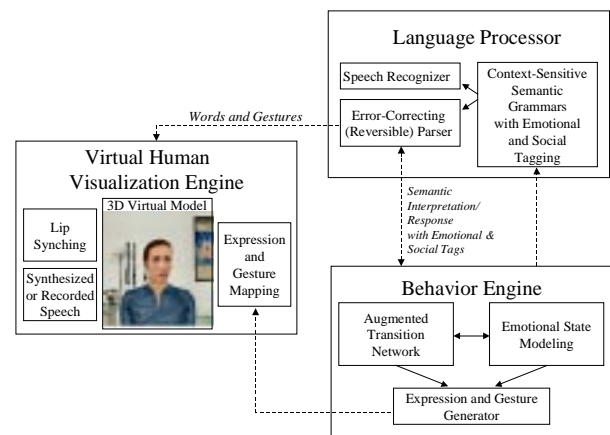 Language Processor
Speech Recognizer
Error-Correcting
(Reversible) Parser
Context-Sensitive
Semantic
Grammars
with Emotional
and Social
Tagging
Words and Gestures
Virtual Human
Visualization Engine
3D Virtual Model
Lip
Synching
Synthesized
or Recorded
Speech
Expression
and
Gesture
Mapping
Semantic
Interpretation/
Response
with Emotional &
Social Tags
Behavior Engine
Augmented
Transition
Network
Emotional State
Modeling
Expression and Gesture
Generator